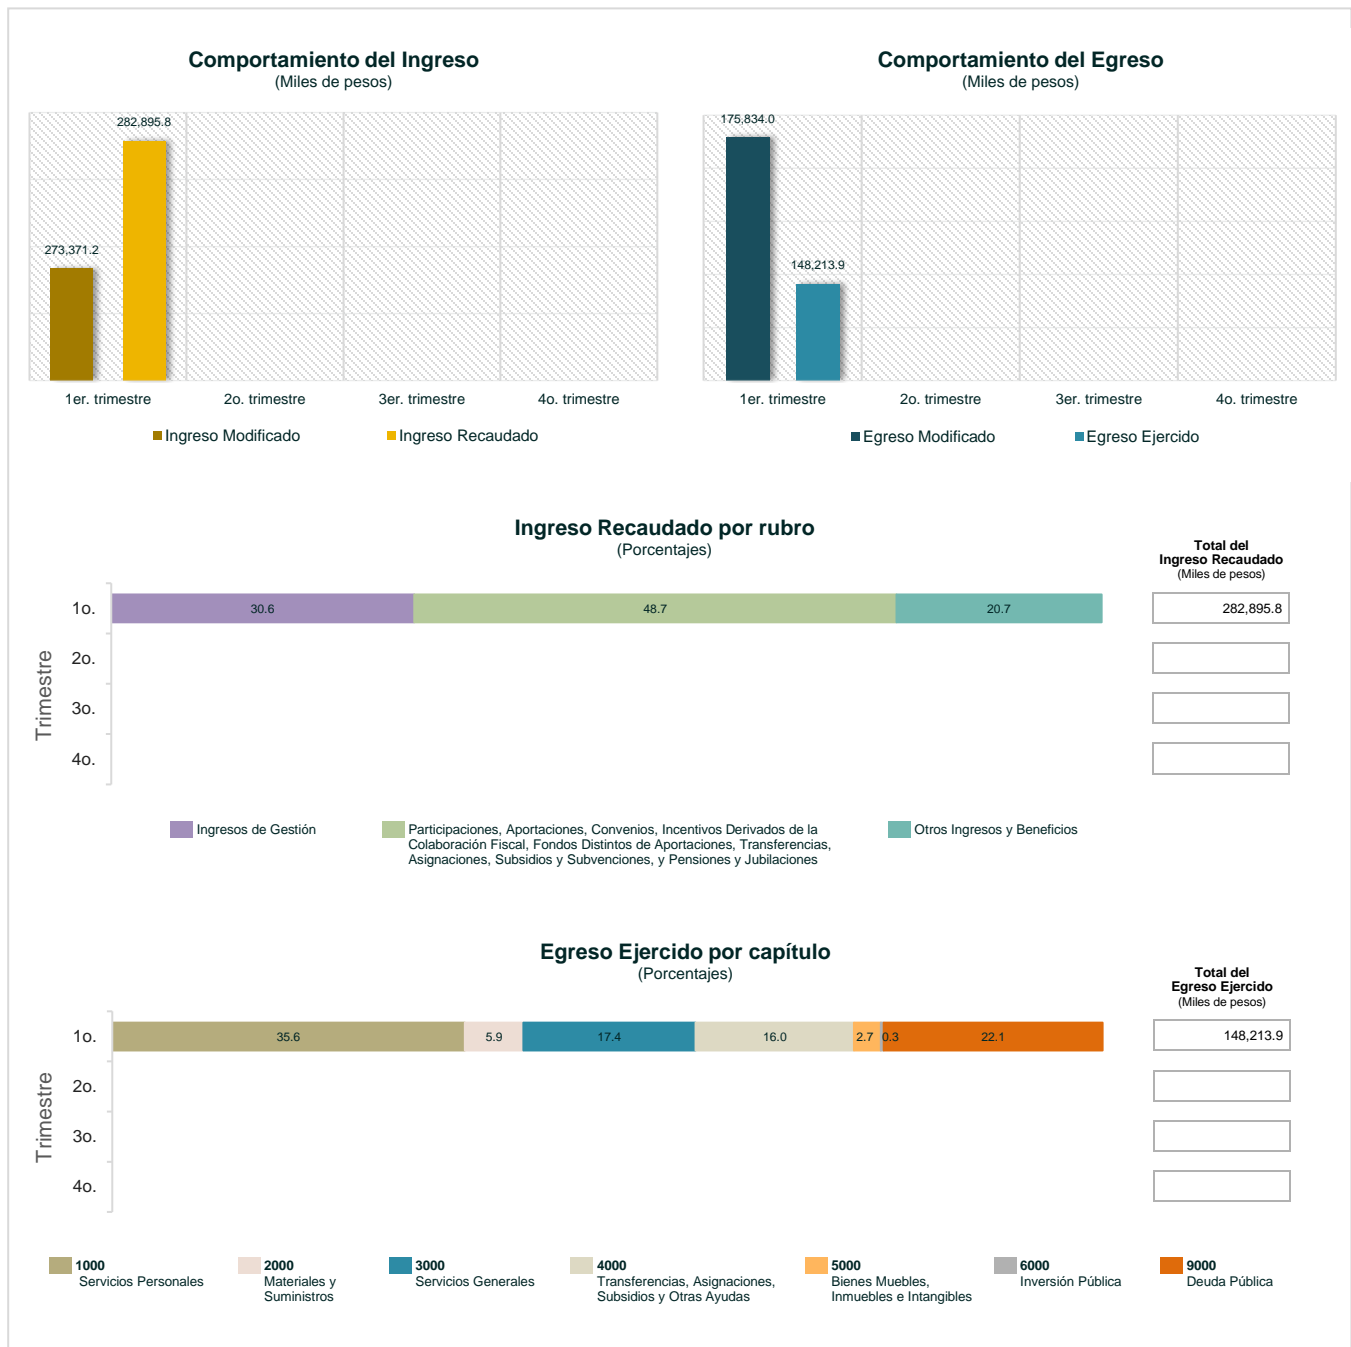 Comportamiento del Ingreso
(Miles de pesos)
282,895.8
273,371.2
1er. trimestre
2o. trimestre
3er. trimestre
4o. trimestre
Ingreso Modificado
Ingreso Recaudado
Comportamiento del Egreso
(Miles de pesos)
175,834.0
148,213.9
1er. trimestre
2o. trimestre
3er. trimestre
4o. trimestre
Egreso Modificado
Egreso Ejercido
Ingreso Recaudado por rubro
(Porcentajes)
Total del
Ingreso Recaudado
(Miles de pesos)
Trimestre
1o.
30.6
48.7
20.7
282,895.8
2o.
3o.
4o.
Ingresos de Gestión
Participaciones, Aportaciones, Convenios, Incentivos Derivados de la
Colaboración Fiscal, Fondos Distintos de Aportaciones, Transferencias,
Asignaciones, Subsidios y Subvenciones, y Pensiones y Jubilaciones
Otros Ingresos y Beneficios
Egreso Ejercido por capítulo
(Porcentajes)
Total del
Egreso Ejercido
(Miles de pesos)
Trimestre
1o.
35.6
5.9
17.4
16.0
2.7
0.3
22.1
148,213.9
2o.
3o.
4o.
1000
Servicios Personales
2000
Materiales y
Suministros
3000
Servicios Generales
4000
Transferencias, Asignaciones,
Subsidios y Otras Ayudas
5000
Bienes Muebles,
Inmuebles e Intangibles
6000
Inversión Pública
9000
Deuda Pública